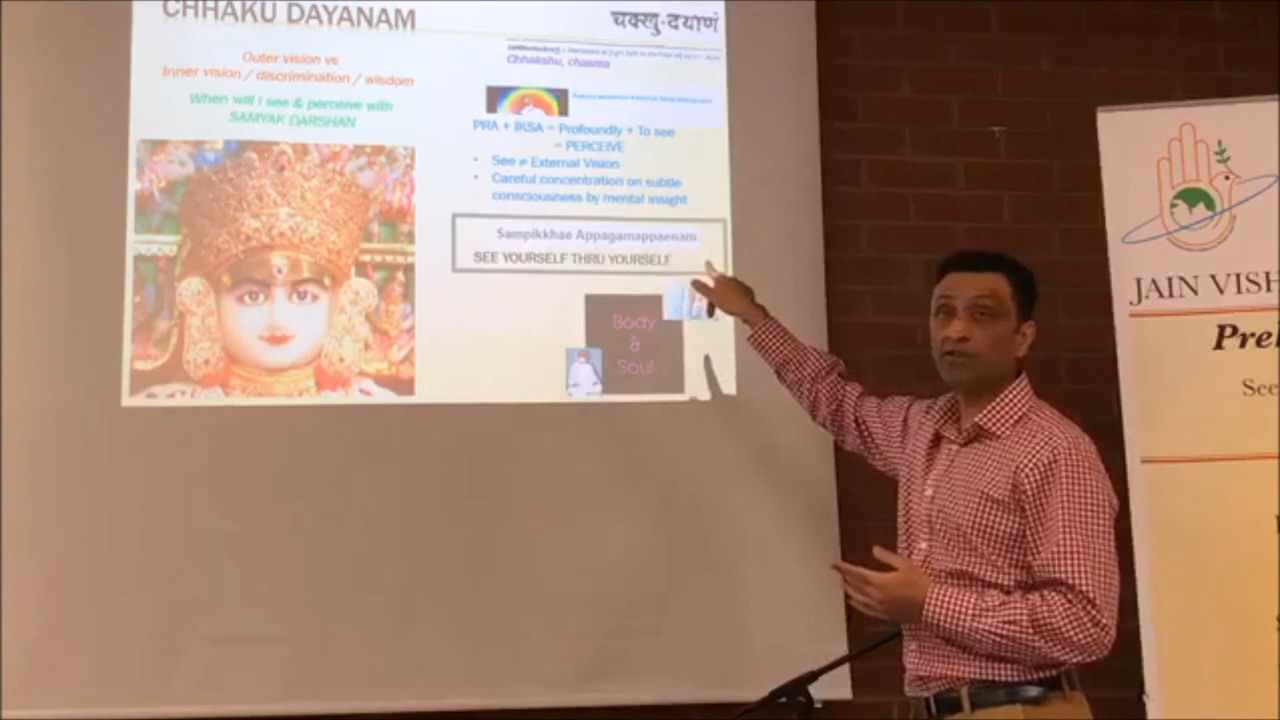 CHHAKU DAYANAM
चक्खु-दयाणं
Outer vision vs
Inner vision / discrimination / wisdom
When will I see & perceive with
SAMYAK DARSHAN
Chhakshu, chasma
PRA + IKSA = Profoundly + To see
= PERCEIVE
• See ≠ External Vision
• Careful concentration on subtle
consciousness by mental insight
Sampikkhae Appagamappaenam
SEE YOURSELF THRU YOURSELF
Body
&
Soul
JAIN VISH
Pre
See